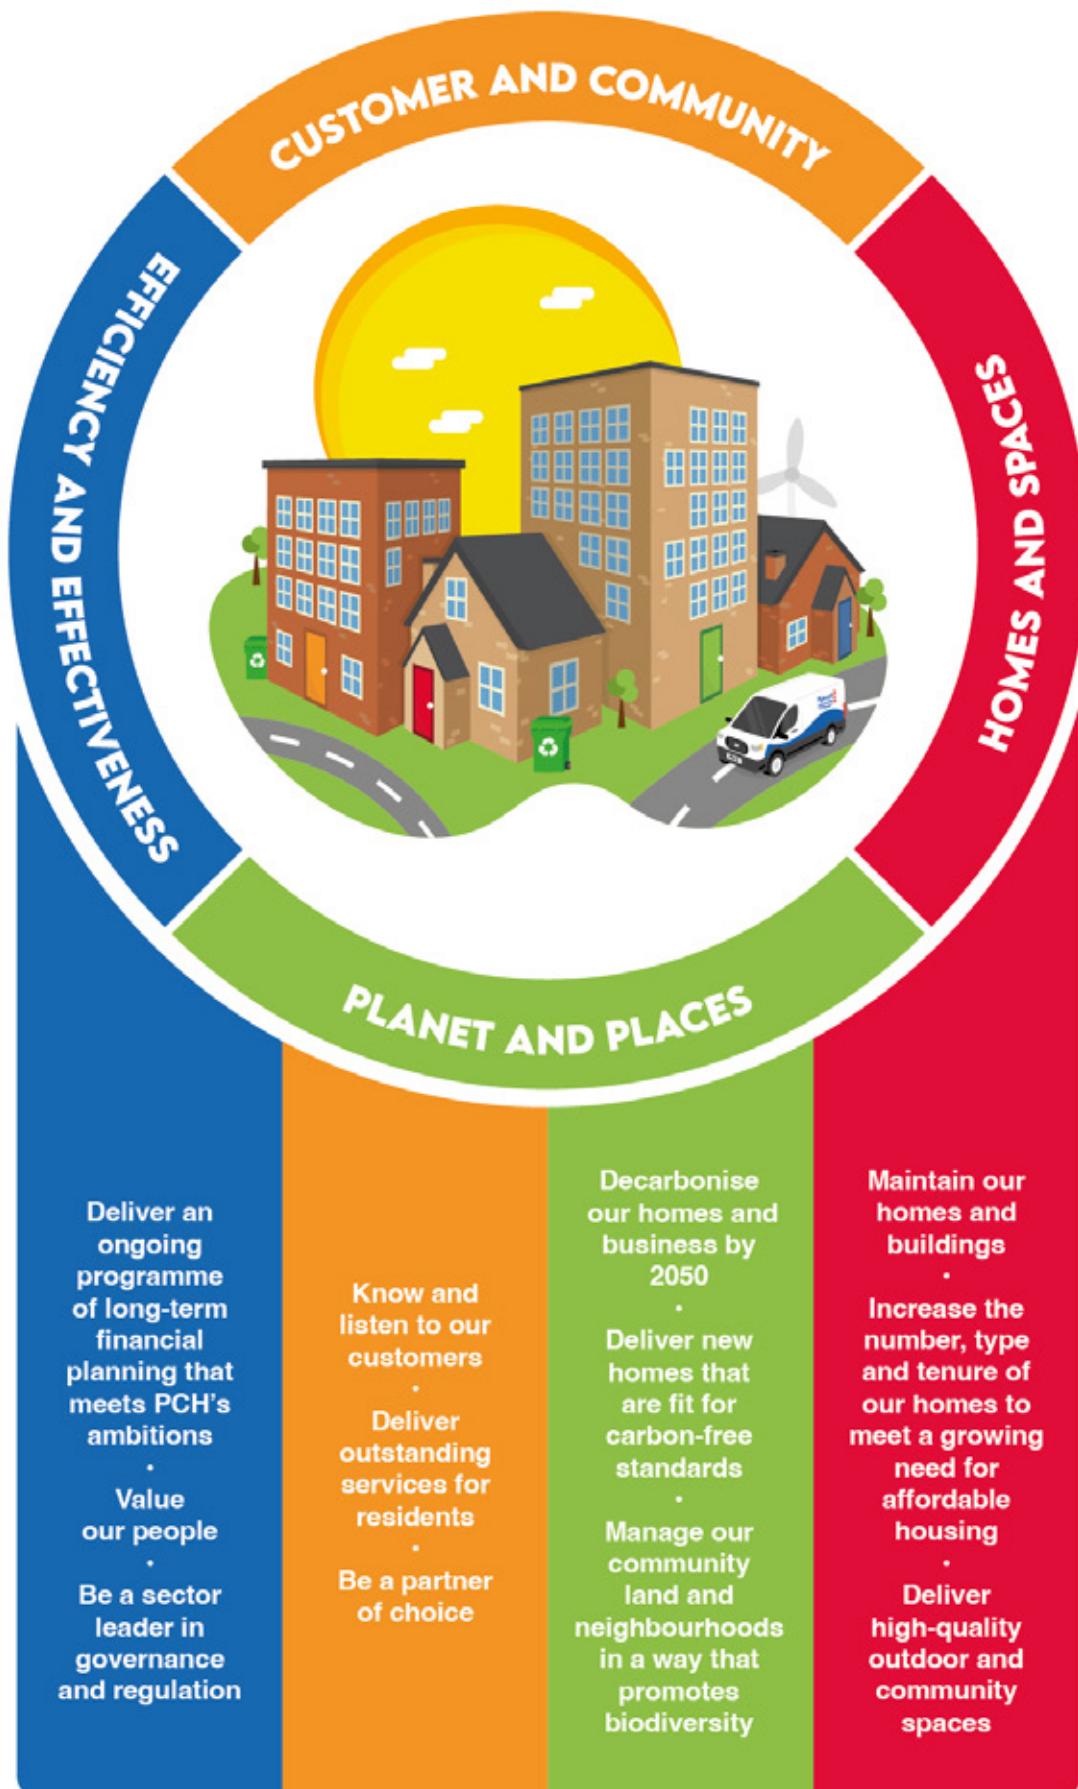 CUSTOMER AND COMMUNITY
EFFICIENCY AND EFFECTIVENESS
HOMES AND SPACES
PLANET AND PLACES
Deliver an
ongoing
programme
of long-term
financial
planning that
meets PCH's
ambitions
•
Value
our people
•
Be a sector
leader in
governance
and regulation
Know and
listen to our
customers
•
Deliver
outstanding
services for
residents
•
Be a partner
of choice
Decarbonise
our homes and
business by
2050
•
Deliver new
homes that
are fit for
carbon-free
standards
•
Manage our
community
land and
neighbourhoods
in a way that
promotes
biodiversity
Maintain our
homes and
buildings
•
Increase the
number, type
and tenure of
our homes to
meet a growing
need for
affordable
housing
•
Deliver
high-quality
outdoor and
community
spaces